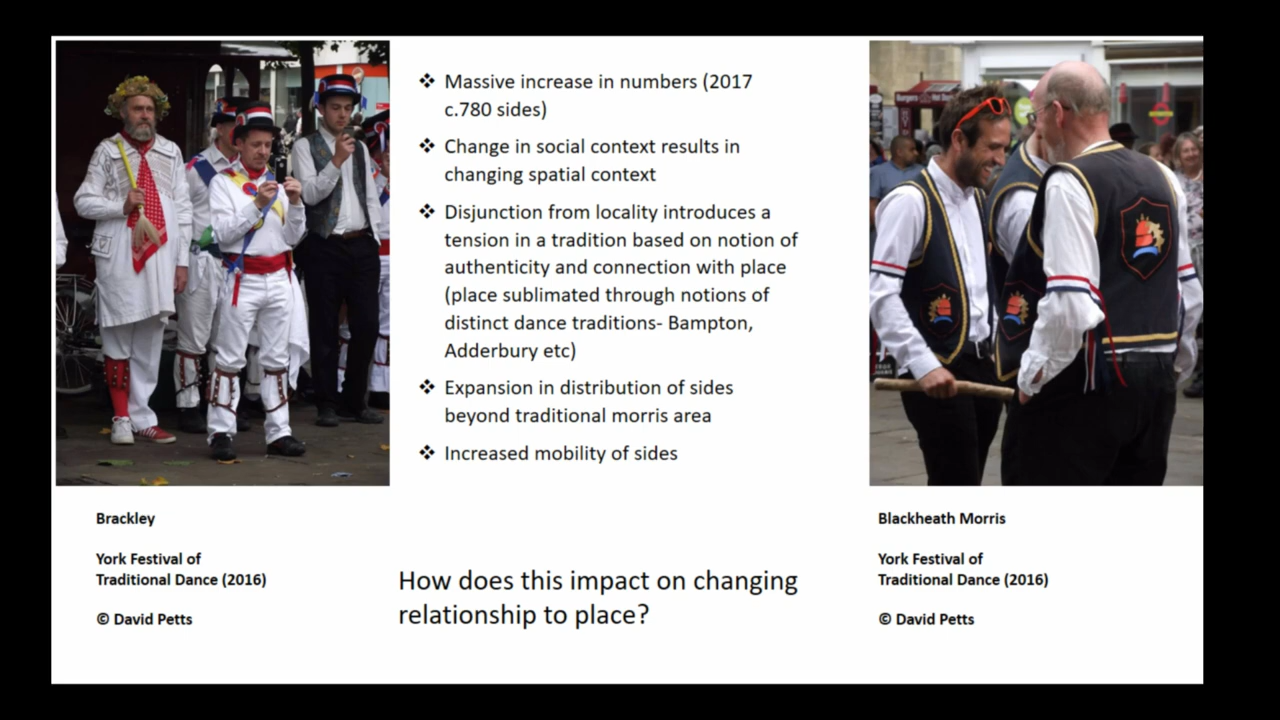 ❖ Massive increase in numbers (2017
c.780 sides)
❖ Change in social context results in
changing spatial context
❖ Disjunction from locality introduces a
tension in a tradition based on notion of
authenticity and connection with place
(place sublimated through notions of
distinct dance traditions- Bampton,
Adderbury etc)
❖ Expansion in distribution of sides
beyond traditional morris area
❖ Increased mobility of sides
Brackley
York Festival of
Traditional Dance (2016)
© David Petts
How does this impact on changing
relationship to place?
Blackheath Morris
York Festival of
Traditional Dance (2016)
© David Petts